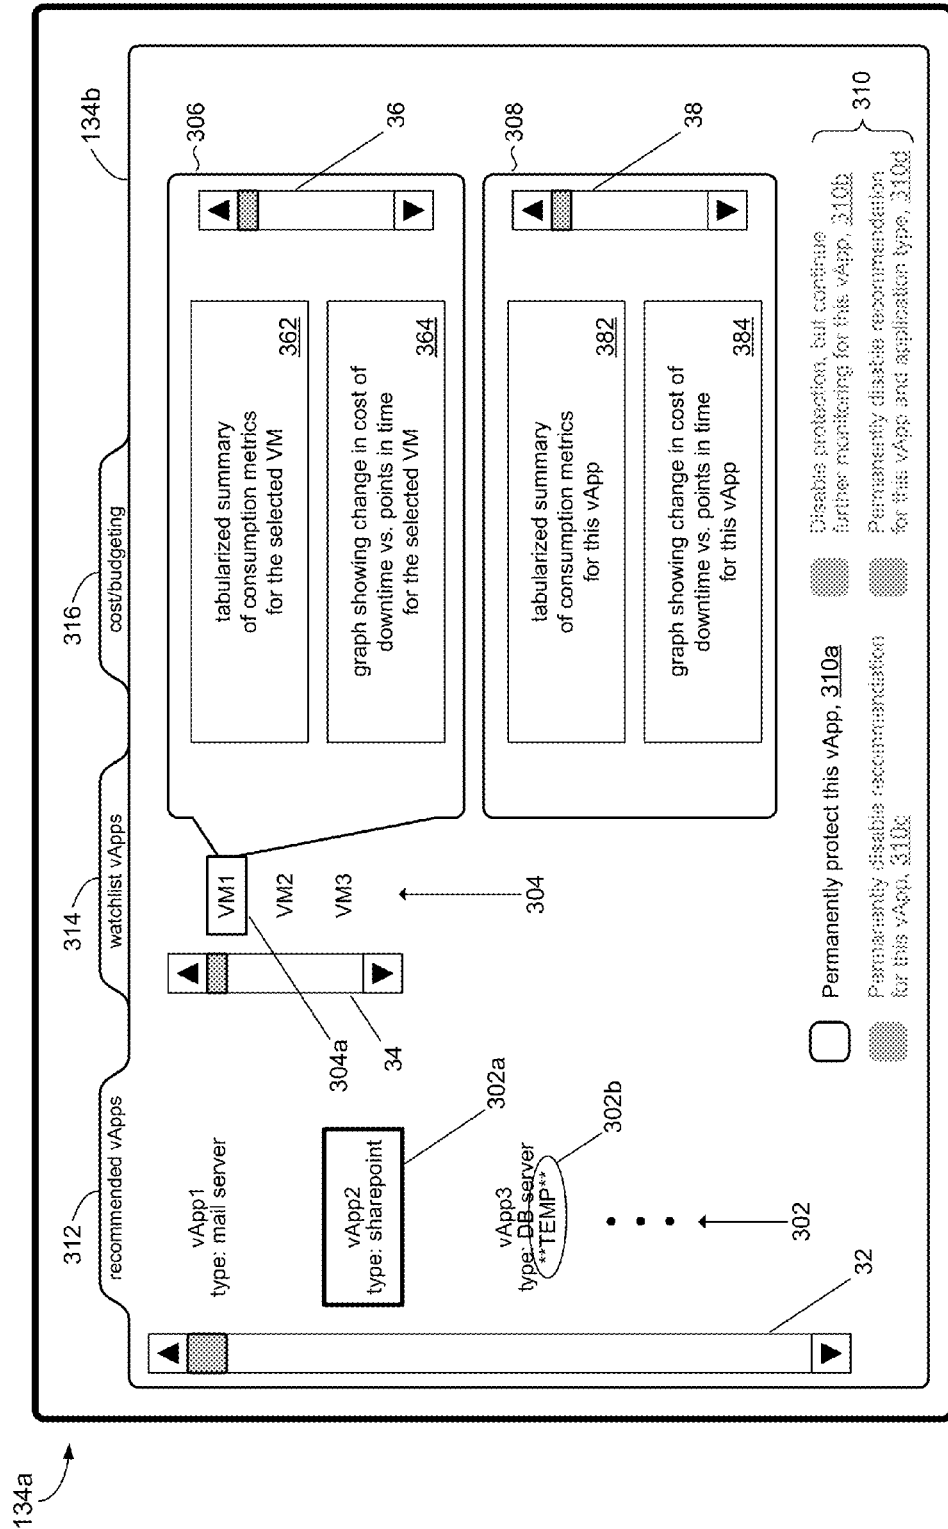 134a
134b
312
314
316
recommended vApps
watchlist vApps
cost/budgeting
vApp1
type: mail server
vApp2
type: sharepoint
302a
vApp3
type: DB server
**TEMP**
302b
302
32
VM1
VM2
VM3
304
304a
34
306
tabularized summary
of consumption metrics
for the selected VM
362
graph showing change in cost of
downtime vs. points in time
for the selected VM
364
36
308
tabularized summary
of consumption metrics
for this vApp
382
graph showing change in cost of
downtime vs. points in time
for this vApp
384
38
Permanently protect this vApp, 310a
Disable protection, but continue
further monitoring for this vApp, 310b
Permanently disable recommendation
for this vApp, 310c
Permanently disable recommendation
for this vApp and application type, 310d
310